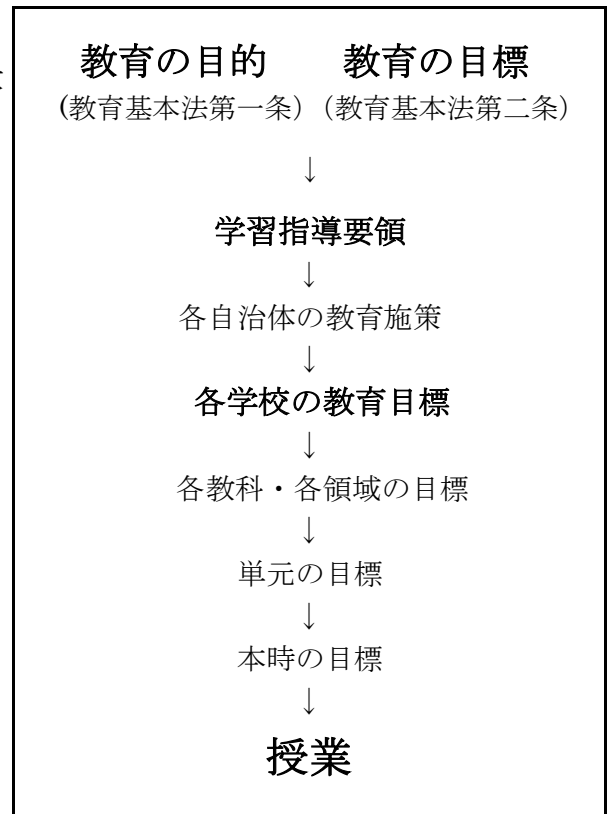 教育の目的　　教育の目標
(教育基本法第一条)（教育基本法第二条）
↓
学習指導要領
↓
各自治体の教育施策
↓
各学校の教育目標
↓
各教科・各領域の目標
↓
単元の目標
↓
本時の目標
↓
授業